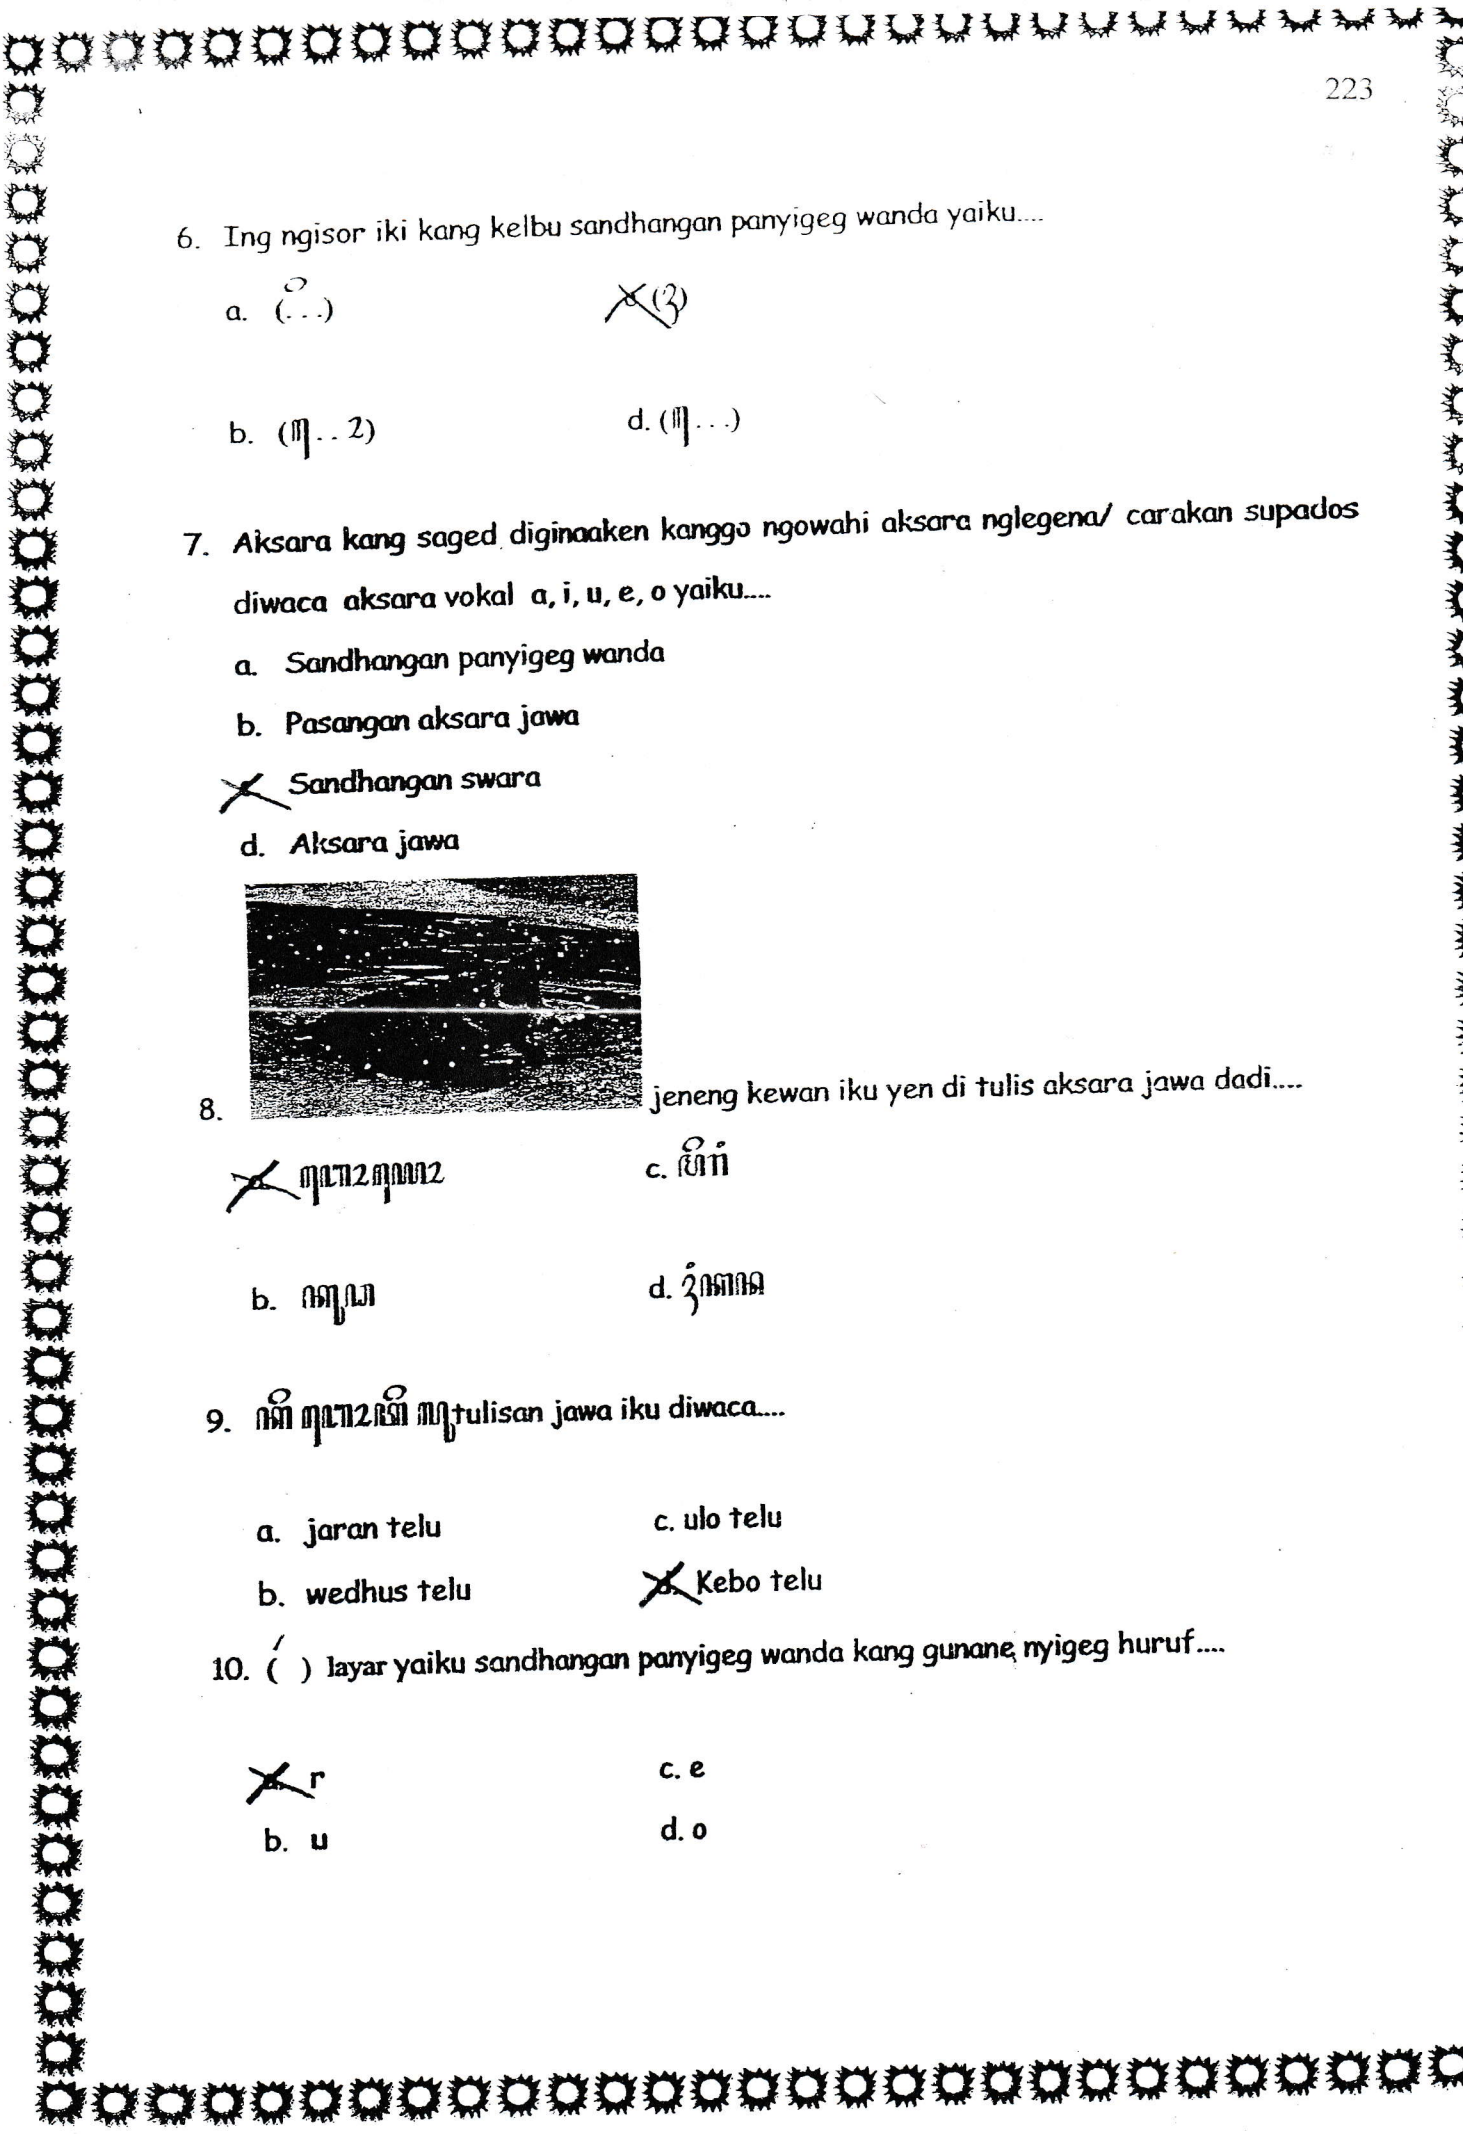 223
6. Ing ngisor iki kang kelbu sandhangan panyigeg wanda yaiku....
a. (. . .)
(ꦃ)
b. (ꦺ . . ꦴ)
d. (ꦺ . . .)
7. Aksara kang saged diginaaken kanggo ngowahi aksara nglegena/ carakan supados
diwaca aksara vokal a, i, u, e, o yaiku....
a. Sandhangan panyigeg wanda
b. Pasangan aksara jawa
Sandhangan swara
d. Aksara jawa
8. jeneng kewan iku yen di tulis aksara jawa dadi....
a. ꦧꦺꦴꦪꦺꦴ
c.
b.
d.
9. ꦏꦼꦧꦺꦴꦠꦼꦭꦸ tulisan jawa iku diwaca....
a. jaran telu
c. ulo telu
b. wedhus telu
d. Kebo telu
10. ( ) layar yaiku sandhangan panyigeg wanda kang gunane nyigeg huruf....
a. r
c. e
b. u
d. o